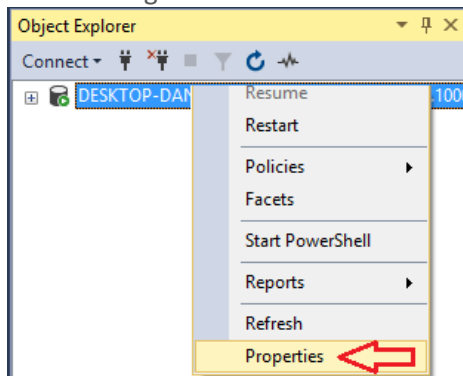 Object Explorer
Connect
DESKTOP-DAN
.100
Resume
Restart
Policies
Facets
Start PowerShell
Reports
Refresh
Properties